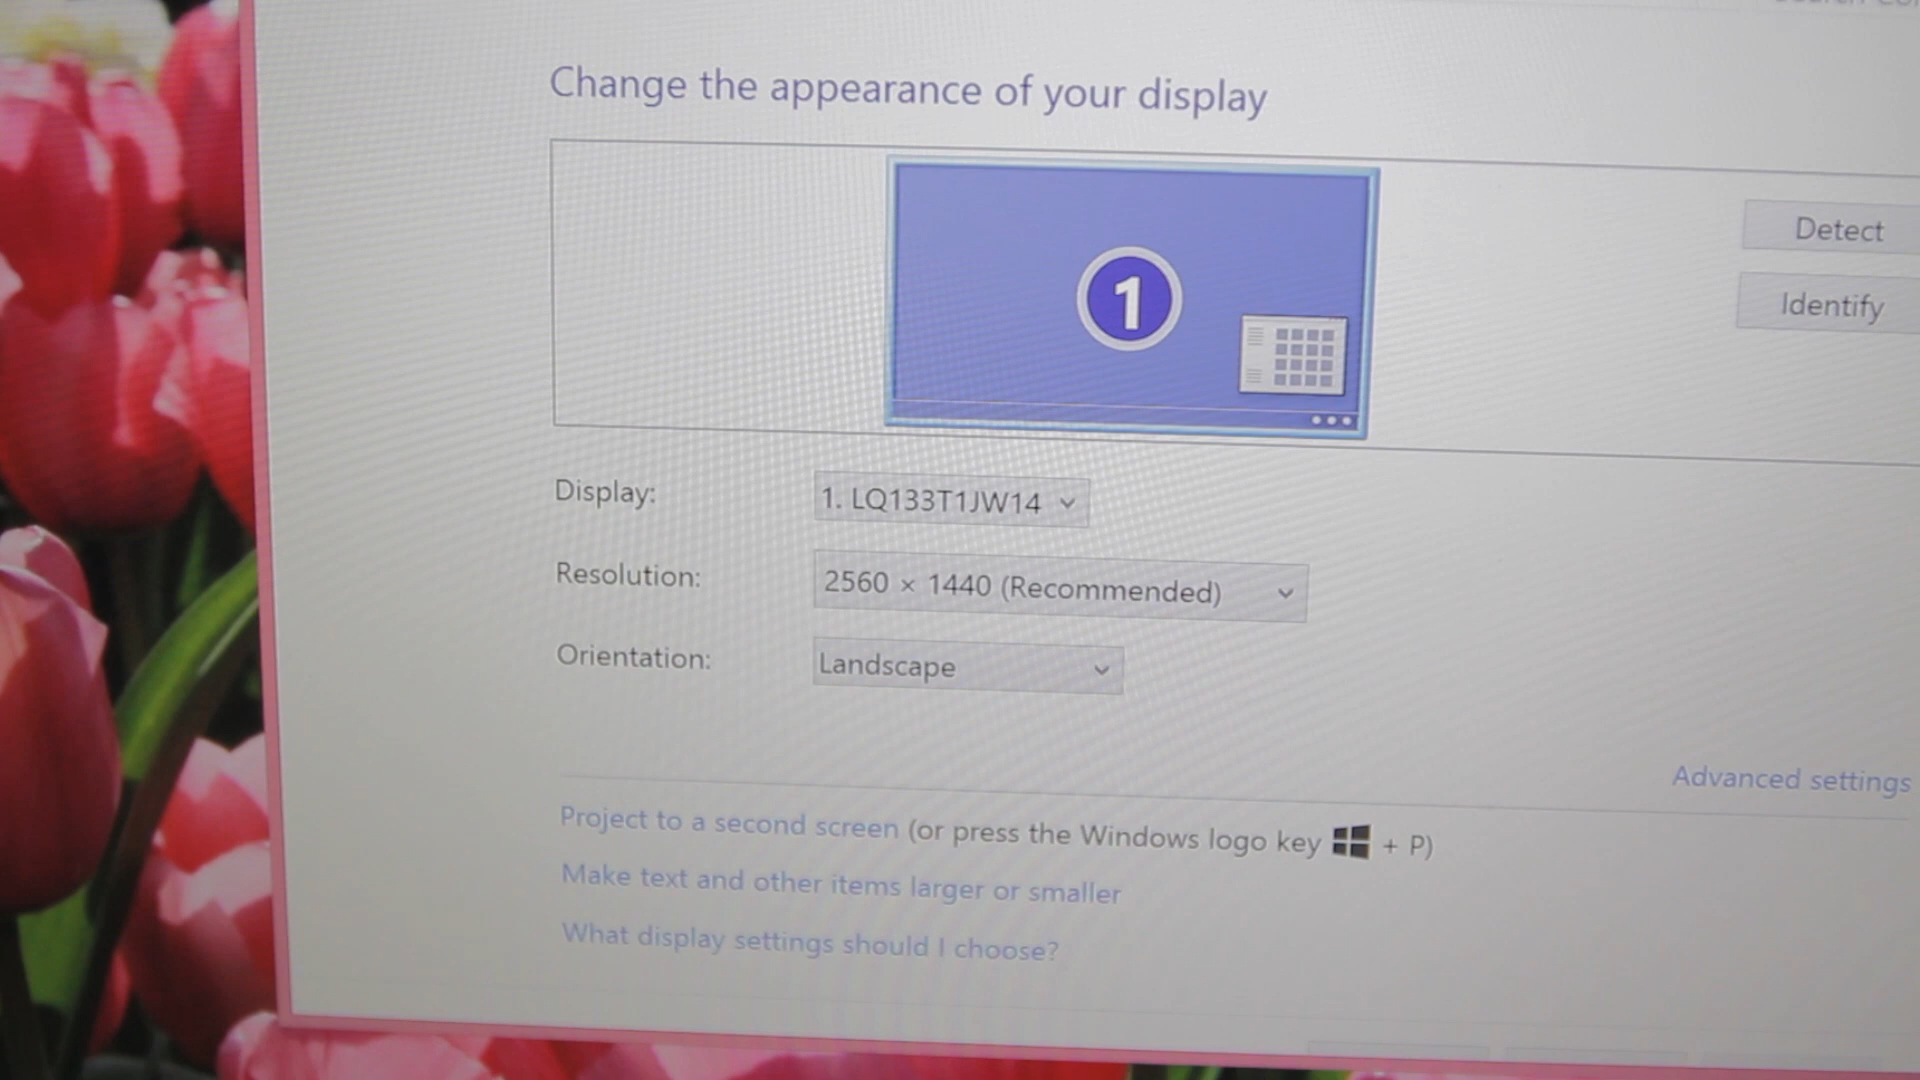 Change the appearance of your display
1
Detect
Identify
Display:
1. LQ133T1JW14
Resolution:
2560 × 1440 (Recommended)
Orientation:
Landscape
Advanced settings
Project to a second screen (or press the Windows logo key + P)
Make text and other items larger or smaller
What display settings should I choose?